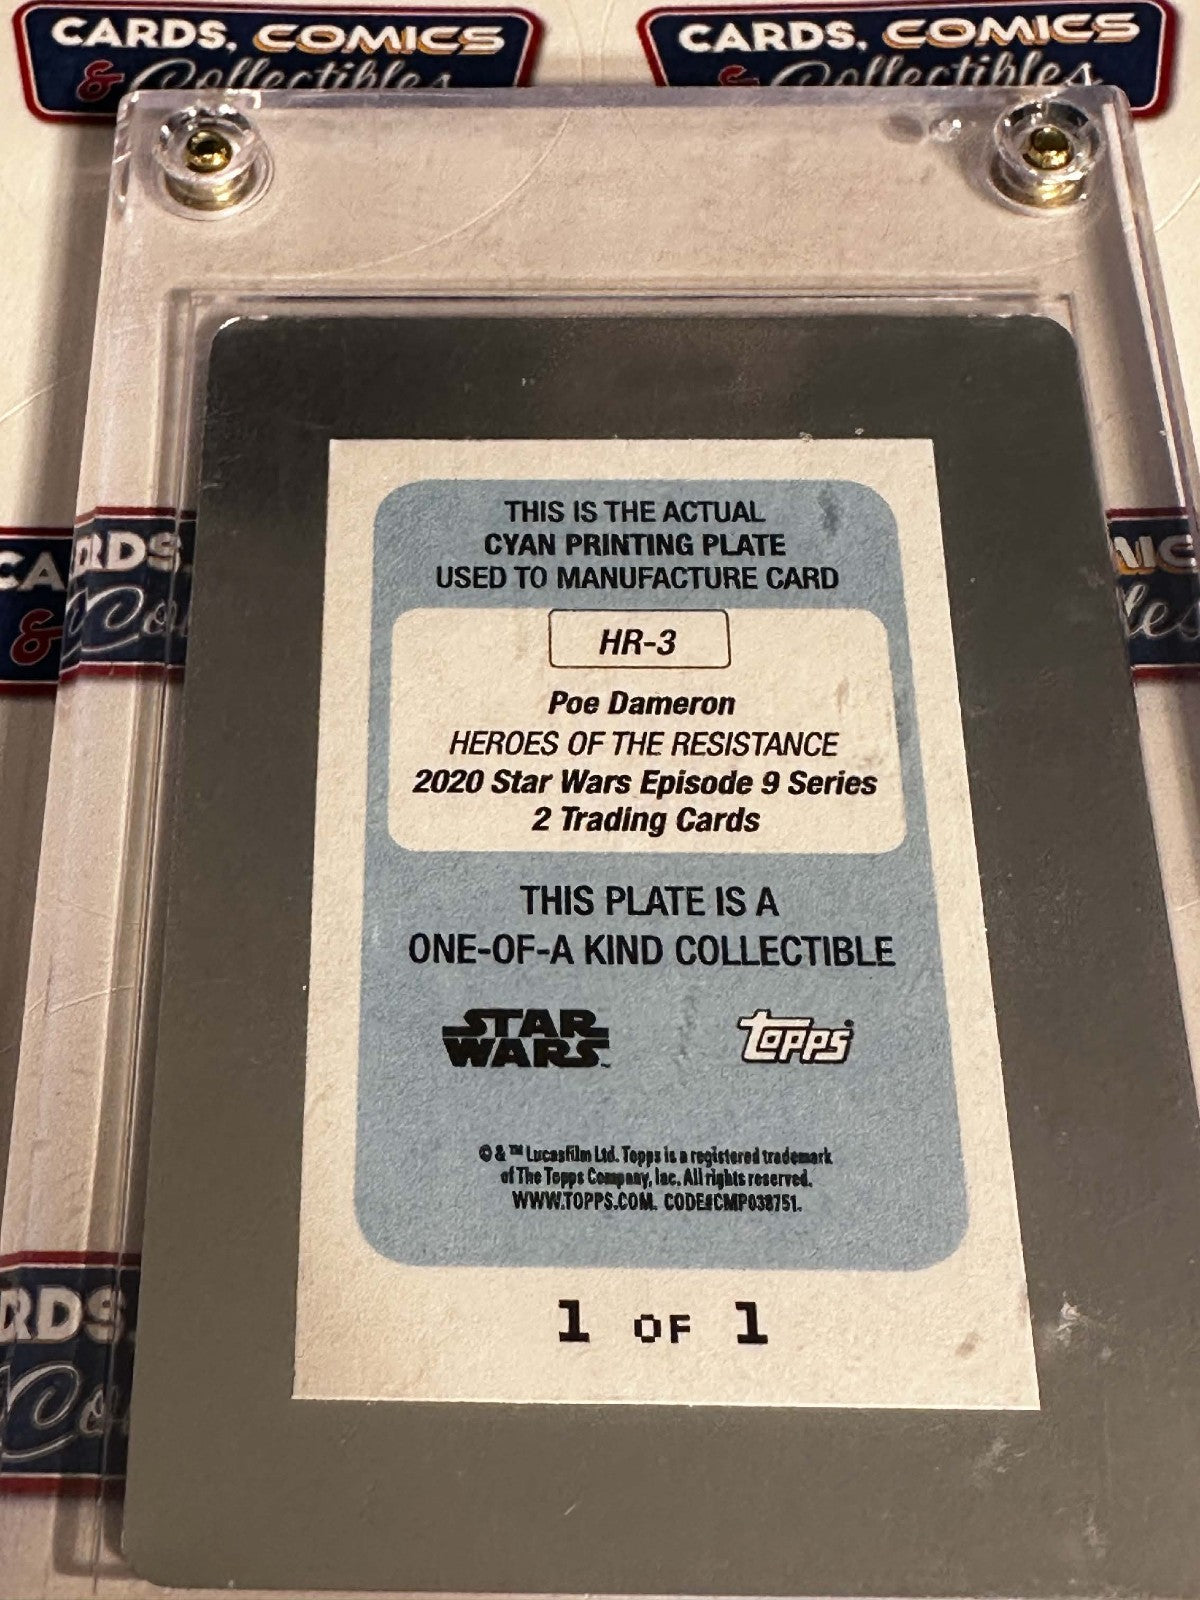 CARDS, COMICS
& Collectibles
CARDS, COMICS
& Collectibles
THIS IS THE ACTUAL
CYAN PRINTING PLATE
USED TO MANUFACTURE CARD
HR-3
Poe Dameron
HEROES OF THE RESISTANCE
2020 Star Wars Episode 9 Series
2 Trading Cards
THIS PLATE IS A
ONE-OF-A KIND COLLECTIBLE
STAR
WARS™
topps®
© & ™ Lucasfilm Ltd. Topps is a registered trademark
of The Topps Company, Inc. All rights reserved.
WWW.TOPPS.COM. CODE#CMP038751.
1 OF 1